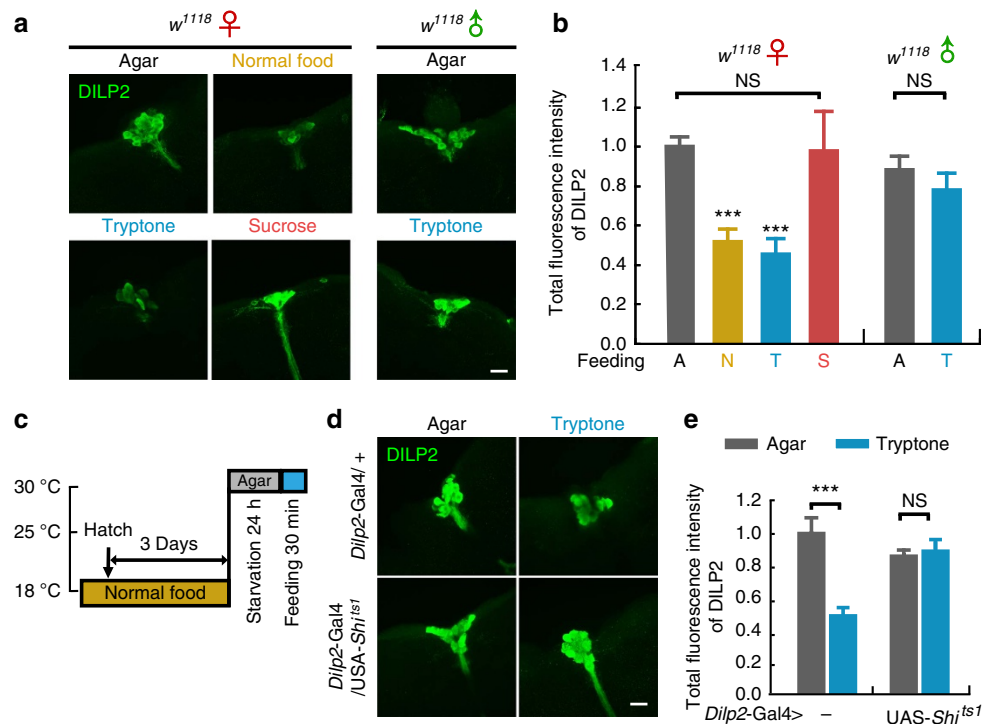 a
w1118 ♀
w1118 ♂
Agar
Normal food
Agar
DILP2
Tryptone
Sucrose
Tryptone
b
w1118 ♀
w1118 ♂
NS
NS
Total fluorescence intensity
of DILP2
1.4
1.2
1.0
0.8
0.6
0.4
0.2
0.0
***
***
Feeding A N T S A T
c
30 °C
25 °C
18 °C
Hatch
3 Days
Normal food
Agar
Starvation 24 h
Feeding 30 min
d
Agar
Tryptone
DILP2
Dilp2-Gal4/ +
Dilp2-Gal4
/USA-Shits1
e
Agar
Tryptone
***
NS
Total fluorescence intensity
of DILP2
1.2
1.0
0.8
0.6
0.4
0.2
0.0
Dilp2-Gal4> – UAS-Shits1